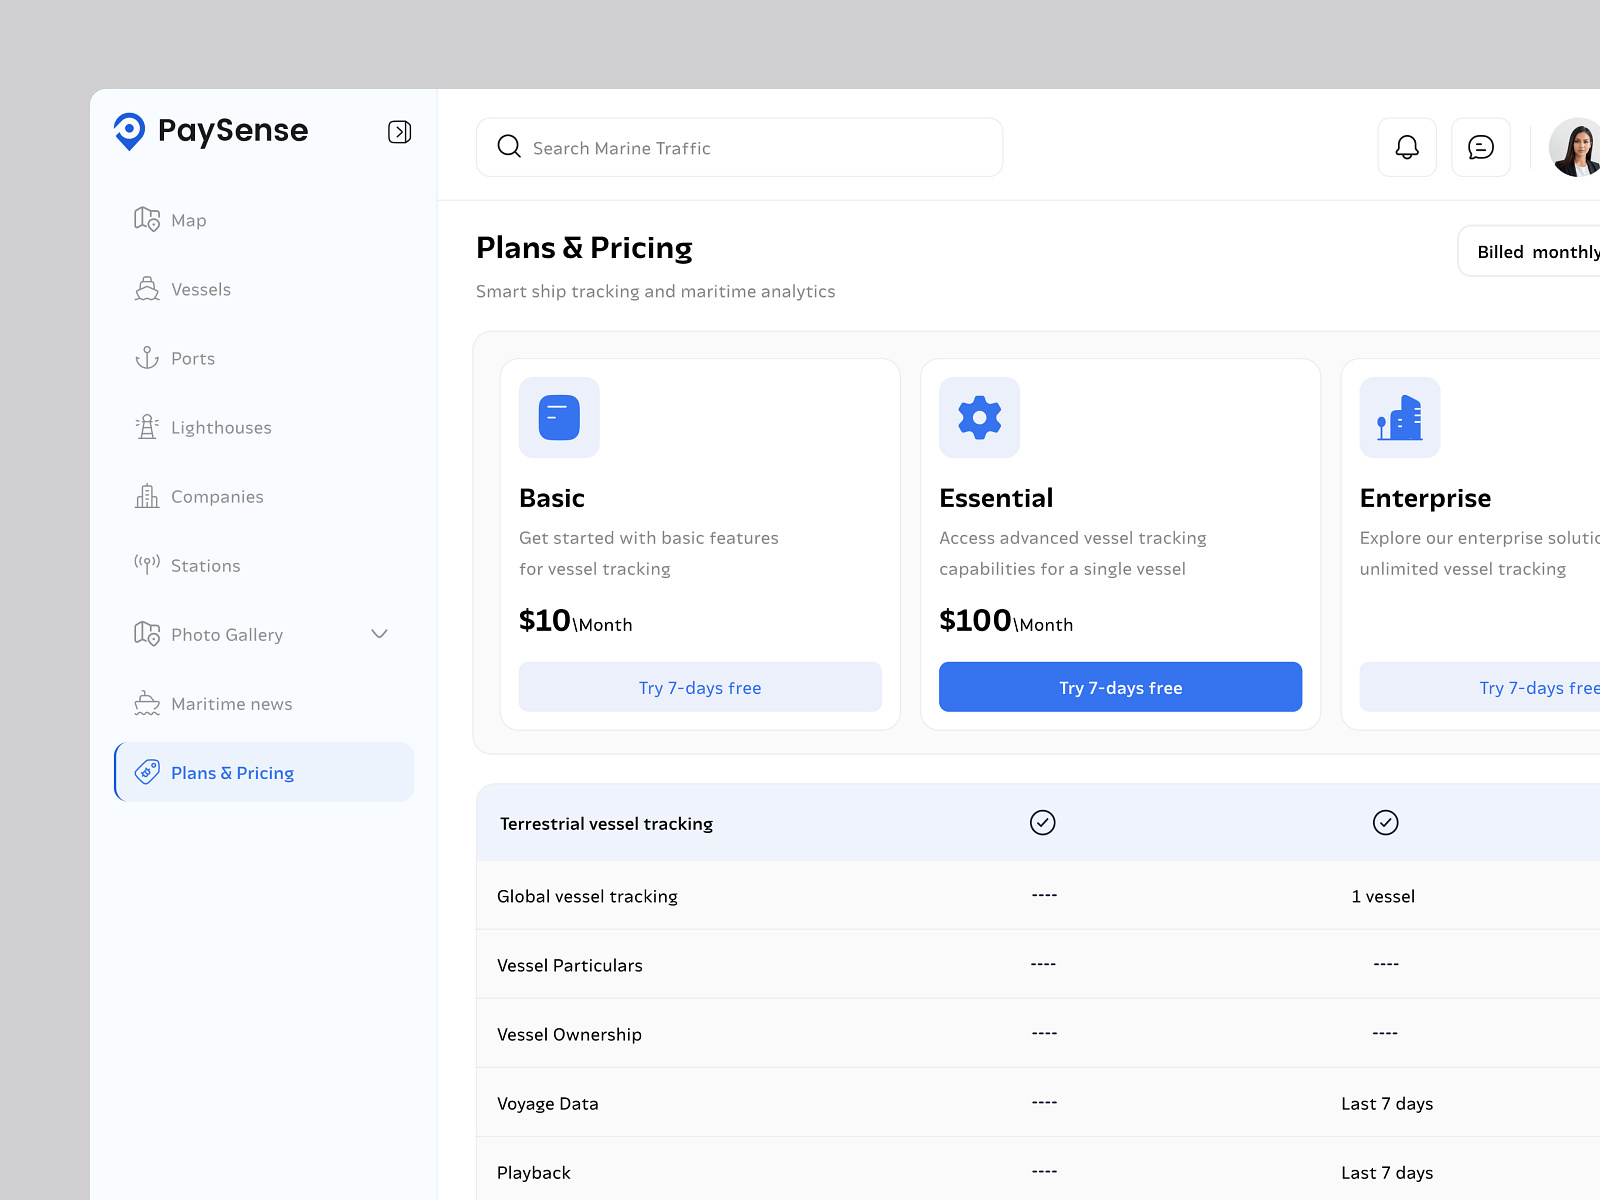 PaySense
Map
Vessels
Ports
Lighthouses
Companies
Stations
Photo Gallery
Maritime news
Plans & Pricing
Search Marine Traffic
Plans & Pricing
Smart ship tracking and maritime analytics
Billed monthly
Basic
Get started with basic features
for vessel tracking
$10\Month
Try 7-days free
Essential
Access advanced vessel tracking
capabilities for a single vessel
$100\Month
Try 7-days free
Enterprise
Explore our enterprise solutio
unlimited vessel tracking
Try 7-days free
Terrestrial vessel tracking
Global vessel tracking ---- 1 vessel
Vessel Particulars ---- ----
Vessel Ownership ---- ----
Voyage Data ---- Last 7 days
Playback ---- Last 7 days